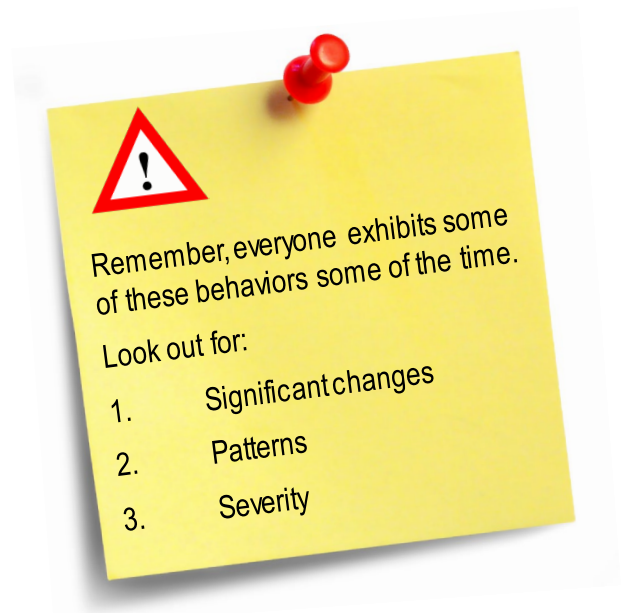 !
Remember, everyone exhibits some
of these behaviors some of the time.
Look out for:
1. Significant changes
2. Patterns
3. Severity